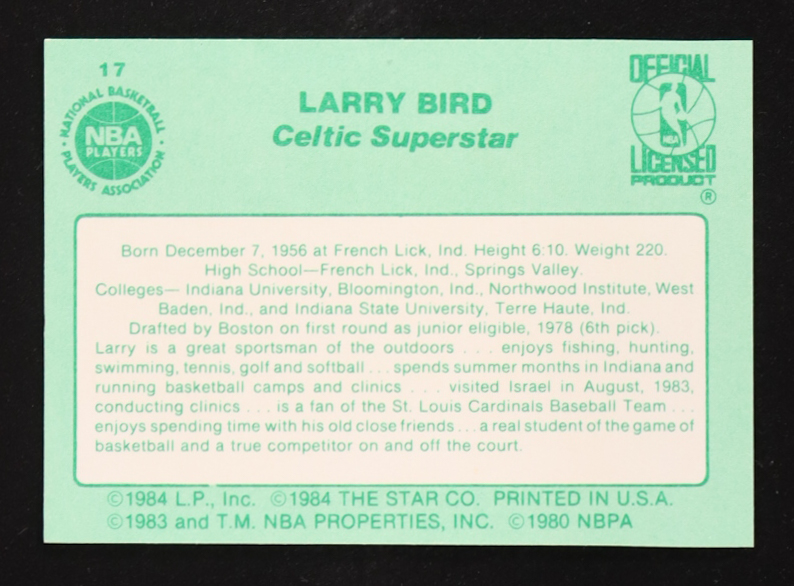 17
NATIONAL BASKETBALL
NBA
PLAYERS
PLAYERS ASSOCIATION
LARRY BIRD
Celtic Superstar
OFFICIAL
NBA
LICENSED
PRODUCT
®
Born December 7, 1956 at French Lick, Ind. Height 6:10. Weight 220.
High School—French Lick, Ind., Springs Valley.
Colleges— Indiana University, Bloomington, Ind., Northwood Institute, West
Baden, Ind., and Indiana State University, Terre Haute, Ind.
Drafted by Boston on first round as junior eligible, 1978 (6th pick).
Larry is a great sportsman of the outdoors . . . enjoys fishing, hunting,
swimming, tennis, golf and softball . . . spends summer months in Indiana and
running basketball camps and clinics . . . visited Israel in August, 1983,
conducting clinics . . . is a fan of the St. Louis Cardinals Baseball Team . . .
enjoys spending time with his old close friends . . . a real student of the game of
basketball and a true competitor on and off the court.
©1984 L.P., Inc. ©1984 THE STAR CO. PRINTED IN U.S.A.
©1983 and T.M. NBA PROPERTIES, INC. ©1980 NBPA